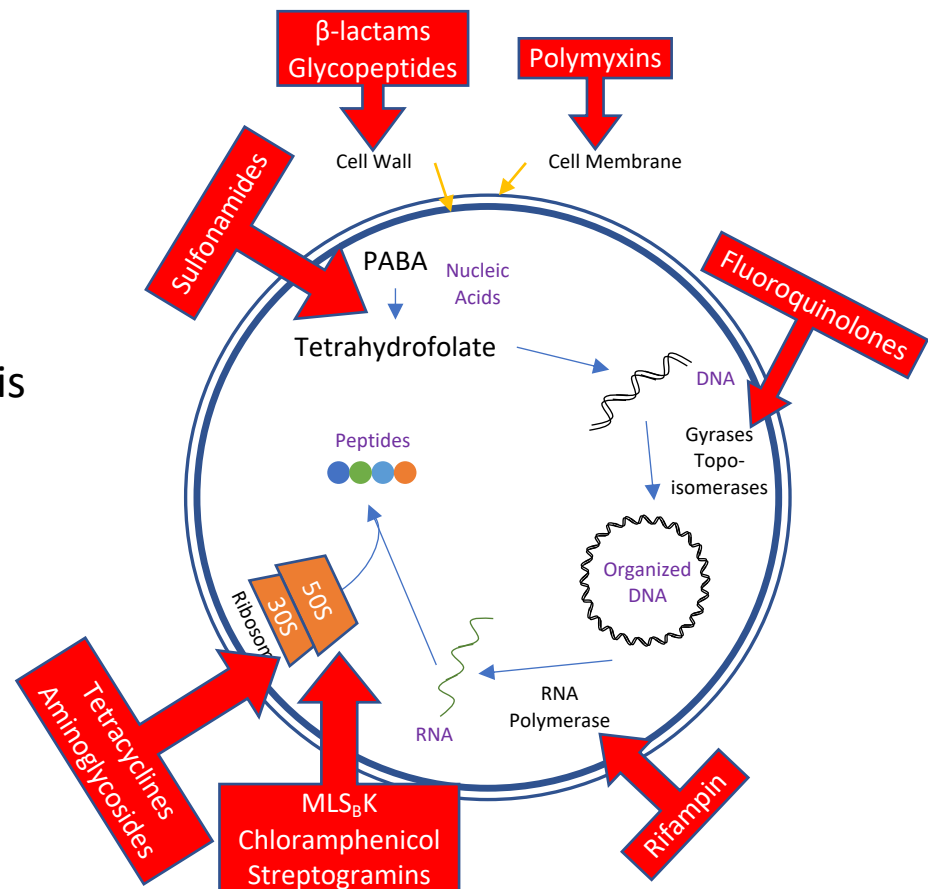 β-lactams
Glycopeptides
Polymyxins
Cell Wall
Cell Membrane
Sulfonamides
PABA
Nucleic
Acids
Fluoroquinolones
Tetrahydrofolate
is
DNA
Peptides
Gyrases
Topo-
isomerases
Organized
DNA
50S
30S
Ribosom
RNA
Polymerase
RNA
Tetracyclines
Aminoglycosides
MLSBK
Chloramphenicol
Streptogramins
Rifampin